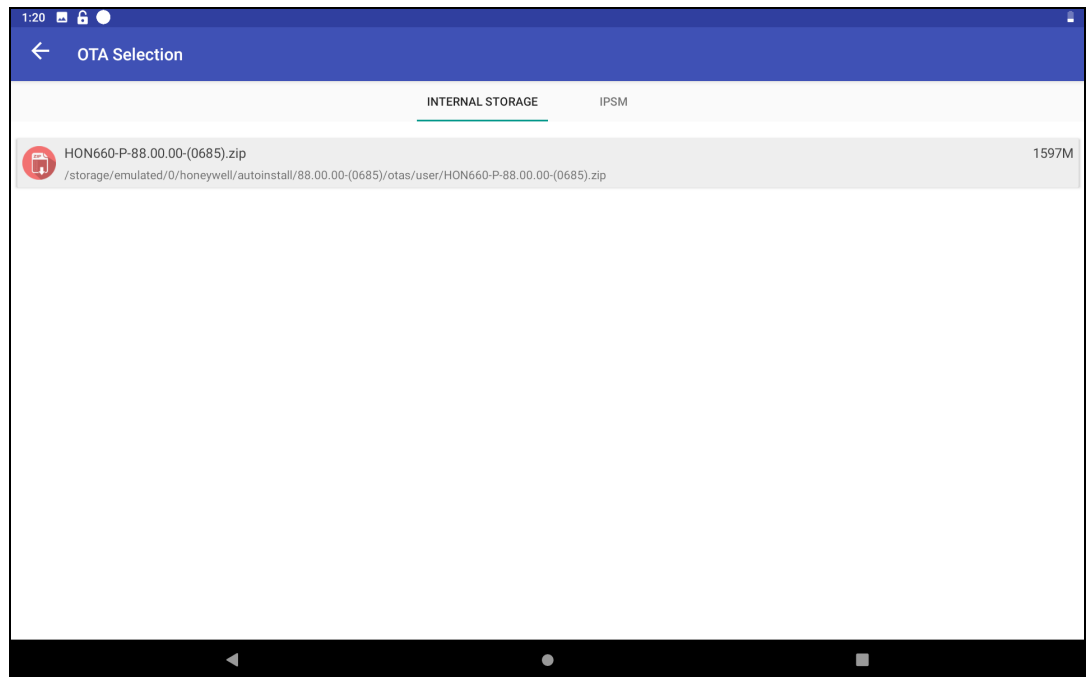 1:20
OTA Selection
INTERNAL STORAGE IPSM
HON660-P-88.00.00-(0685).zip 1597M
/storage/emulated/0/honeywell/autoinstall/88.00.00-(0685)/otas/user/HON660-P-88.00.00-(0685).zip